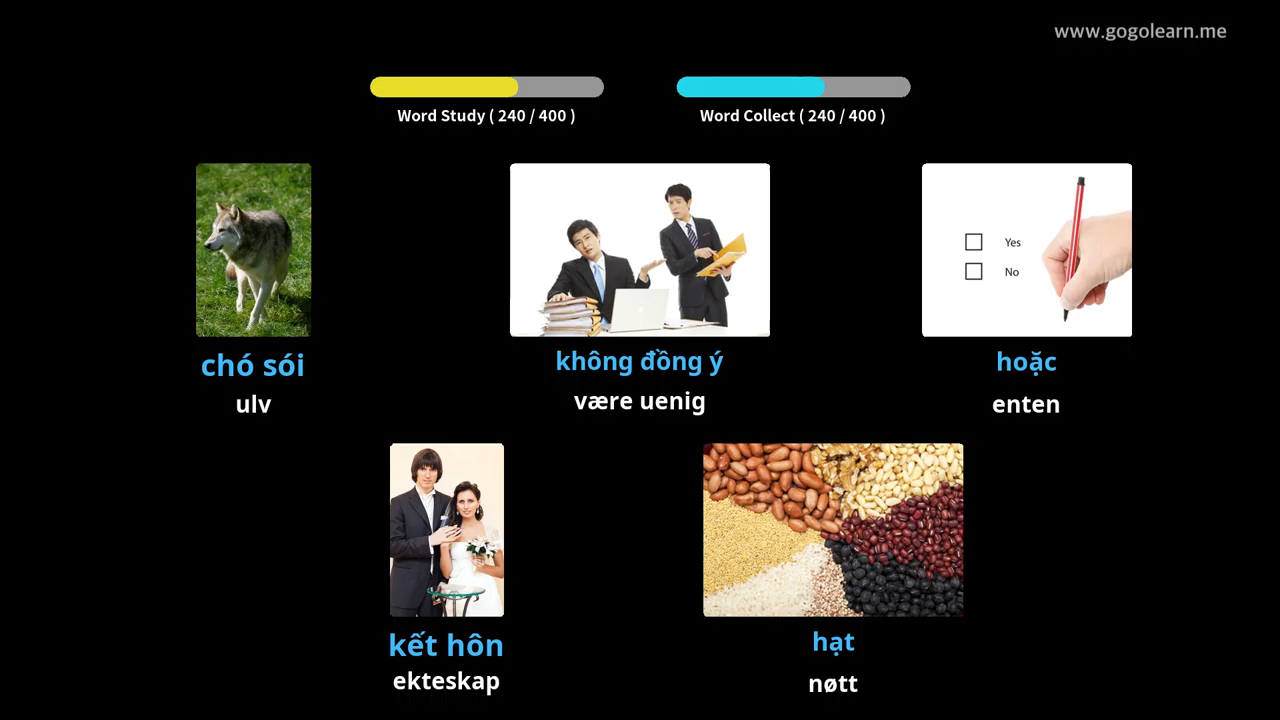 www.gogolearn.me
Word Study ( 240 / 400 )
Word Collect ( 240 / 400 )
Yes
No
chó sói
ulv
không đồng ý
være uenig
hoặc
enten
kết hôn
ekteskap
hạt
nøtt